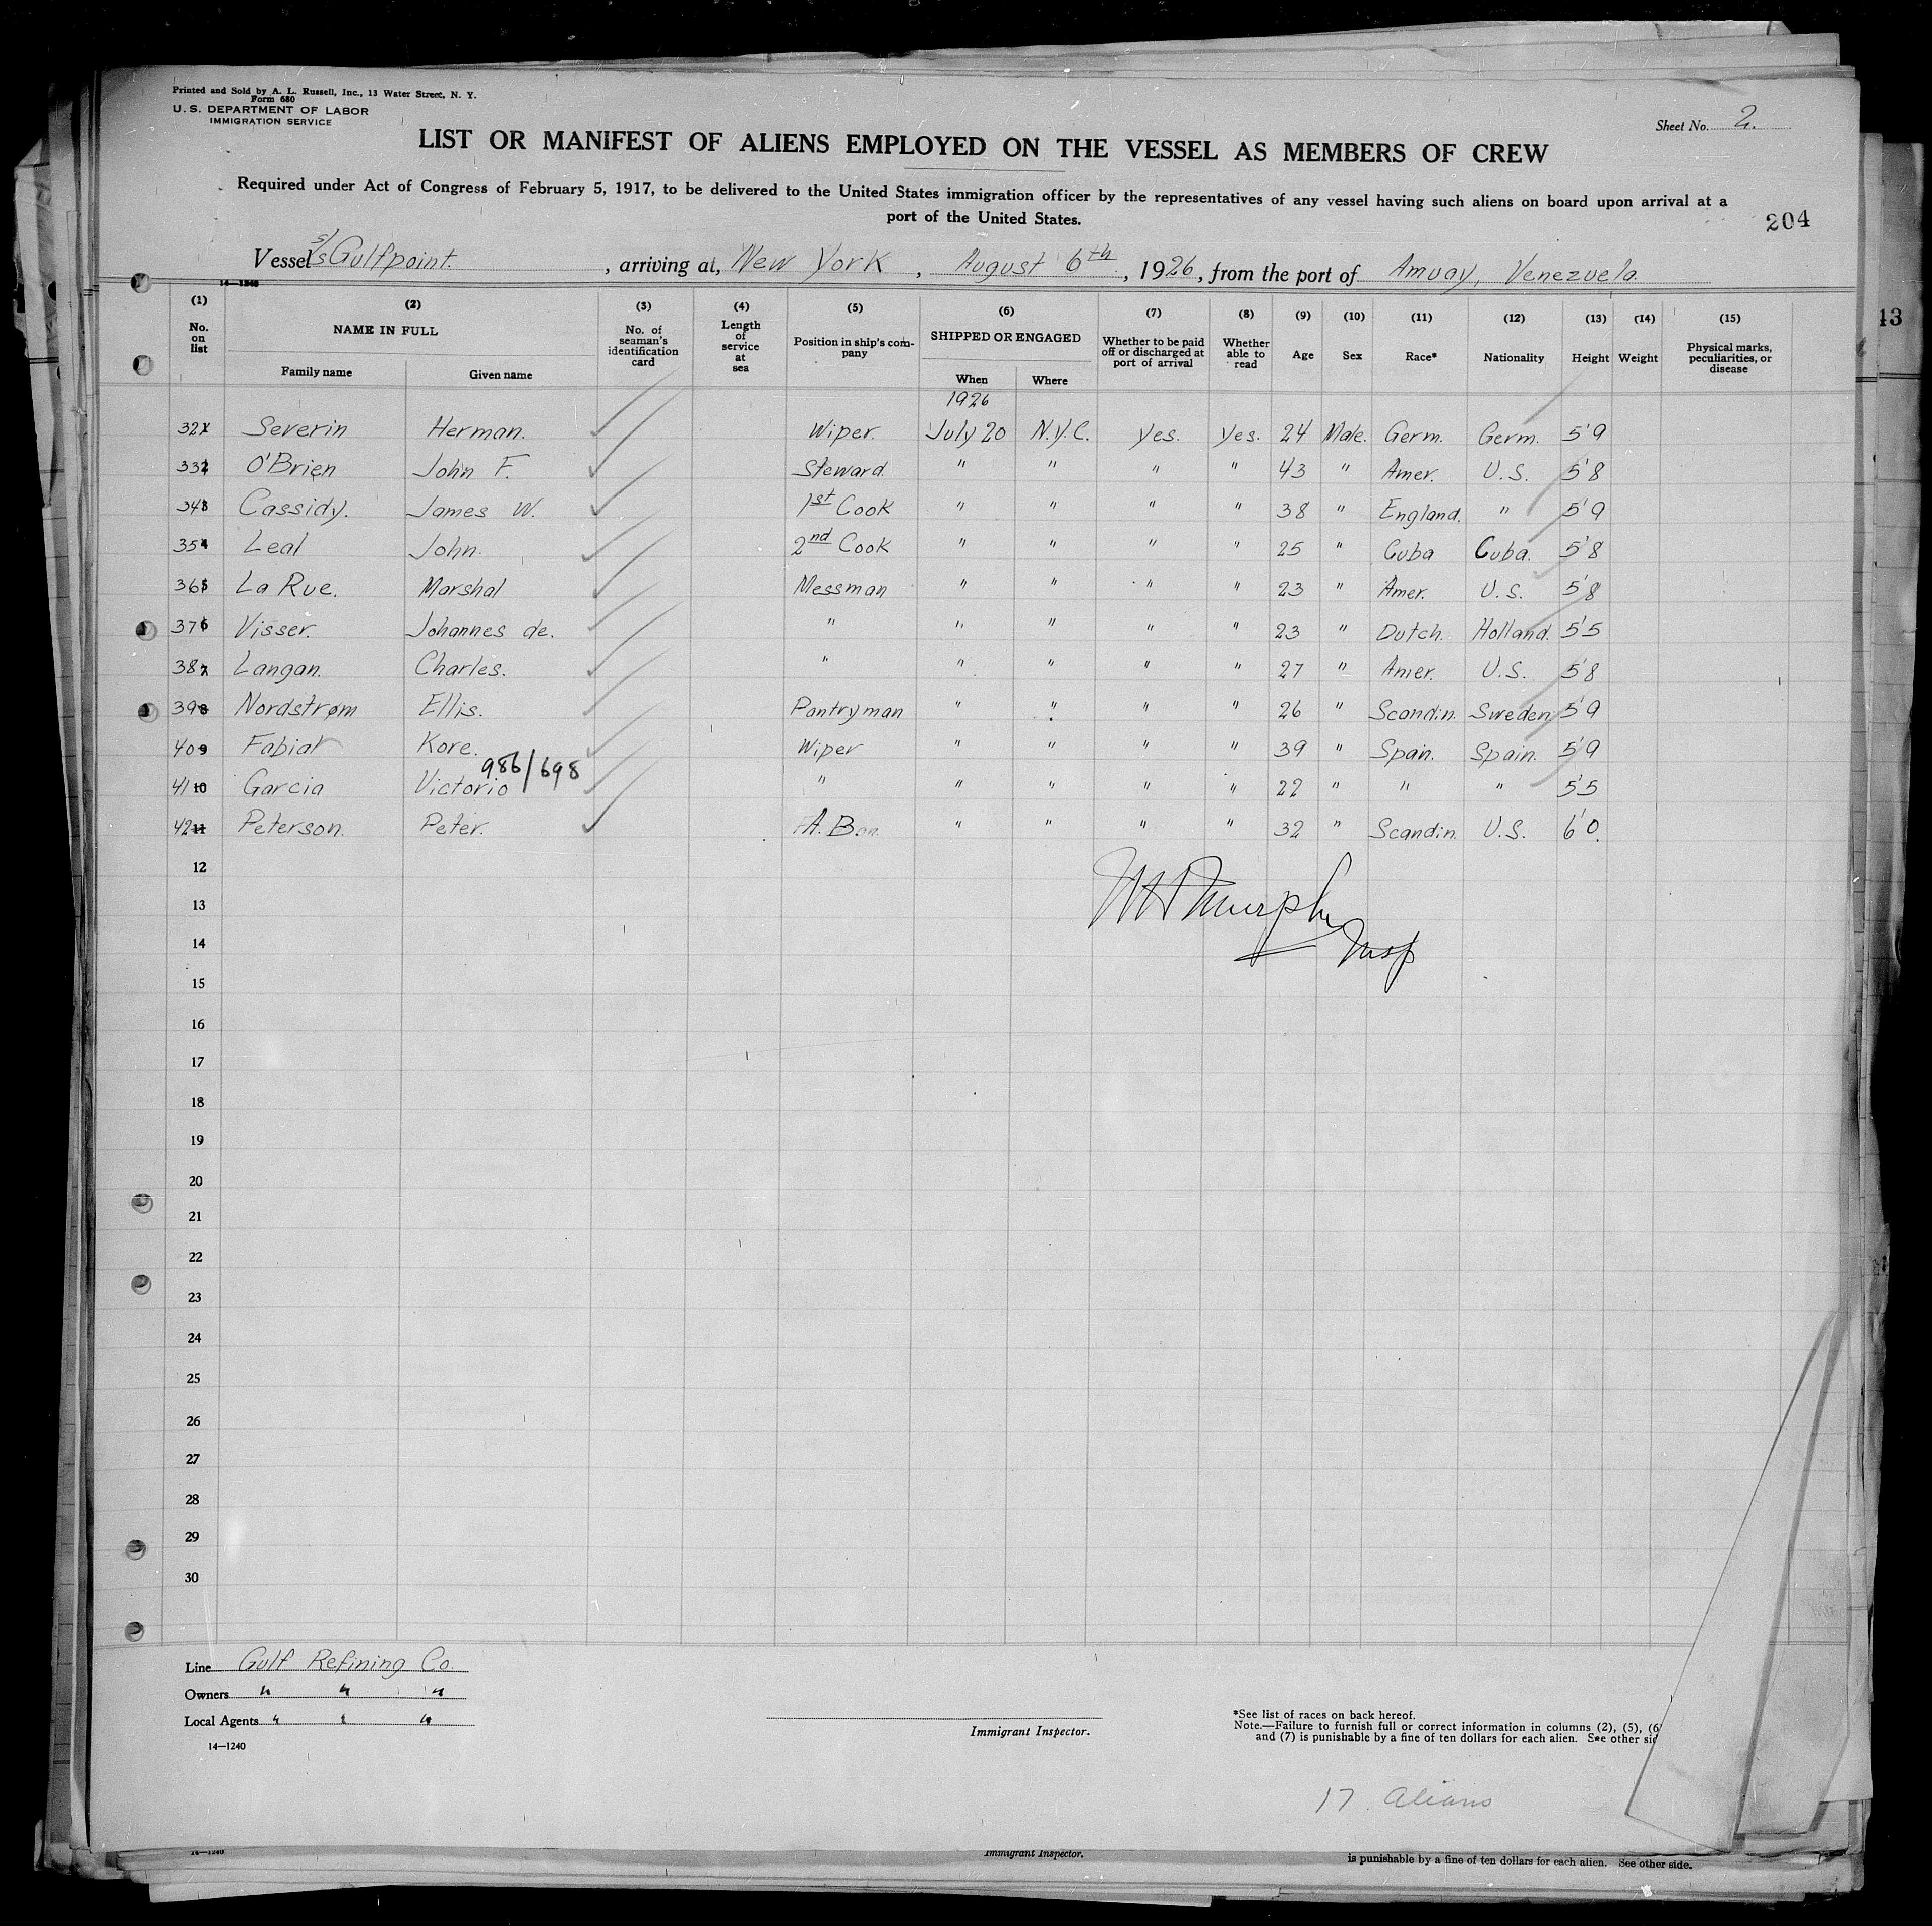 Printed and Sold by A. L. Russell, Inc., 13 Water Street, N. Y.
Form 680
U. S. DEPARTMENT OF LABOR
IMMIGRATION SERVICE
Sheet No. 2.
LIST OR MANIFEST OF ALIENS EMPLOYED ON THE VESSEL AS MEMBERS OF CREW
Required under Act of Congress of February 5, 1917, to be delivered to the United States immigration officer by the representatives of any vessel having such aliens on board upon arrival at a
port of the United States.
204
Vessel S/S Gulfpoint. , arriving at, New York , August 6th , 1926, from the port of Amuay, Venezuela
14—1240
13
(1) (2) (3) (4) (5) (6) (7) (8) (9) (10) (11) (12) (13) (14) (15)
No. on list NAME IN FULL No. of seaman's identification card Length of service at sea Position in ship's company SHIPPED OR ENGAGED Whether to be paid off or discharged at port of arrival Whether able to read Age Sex Race* Nationality Height Weight Physical marks, peculiarities, or disease
Family name Given name When Where
1926
32 Severin Herman. Wiper. July 20 N.Y.C. Yes. Yes. 24 Male. Germ. Germ. 5'9
33 O'Brien John F. Steward " " " " 43 " Amer. U.S. 5'8
34 Cassidy. James W. 1st Cook " " " " 38 " England. " 5'9
35 Leal John. 2nd Cook " " " " 25 " Cuba Cuba. 5'8
36 La Rue. Marshal Messman " " " " 23 " Amer. U.S. 5'8
37 Visser. Johannes de. " " " " " 23 " Dutch. Holland. 5'5
38 Langan. Charles. " " " " " 27 " Amer. U.S. 5'8
39 Nordstrøm Ellis. Pantryman " " " " 26 " Scandin. Sweden 5'9
40 Fabiar Kore. Wiper " " " " 39 " Span. Spain. 5'9
986/698
41 Garcia Victorio " " " " " 22 " " " 5'5
42 Peterson. Peter. A.B. " " " " 32 " Scandin. U.S. 6'0.
12
13
14
Murphy
Insp
15
16
17
18
19
20
21
22
23
24
25
26
27
28
29
30
Line Gulf Refining Co.
Owners " " "
Local Agents " " "
14—1240
Immigrant Inspector.
*See list of races on back hereof.
Note.—Failure to furnish full or correct information in columns (2), (5), (6
and (7) is punishable by a fine of ten dollars for each alien. See other sid
17 Aliens
14—1240
Immigrant Inspector.
is punishable by a fine of ten dollars for each alien. See other side.